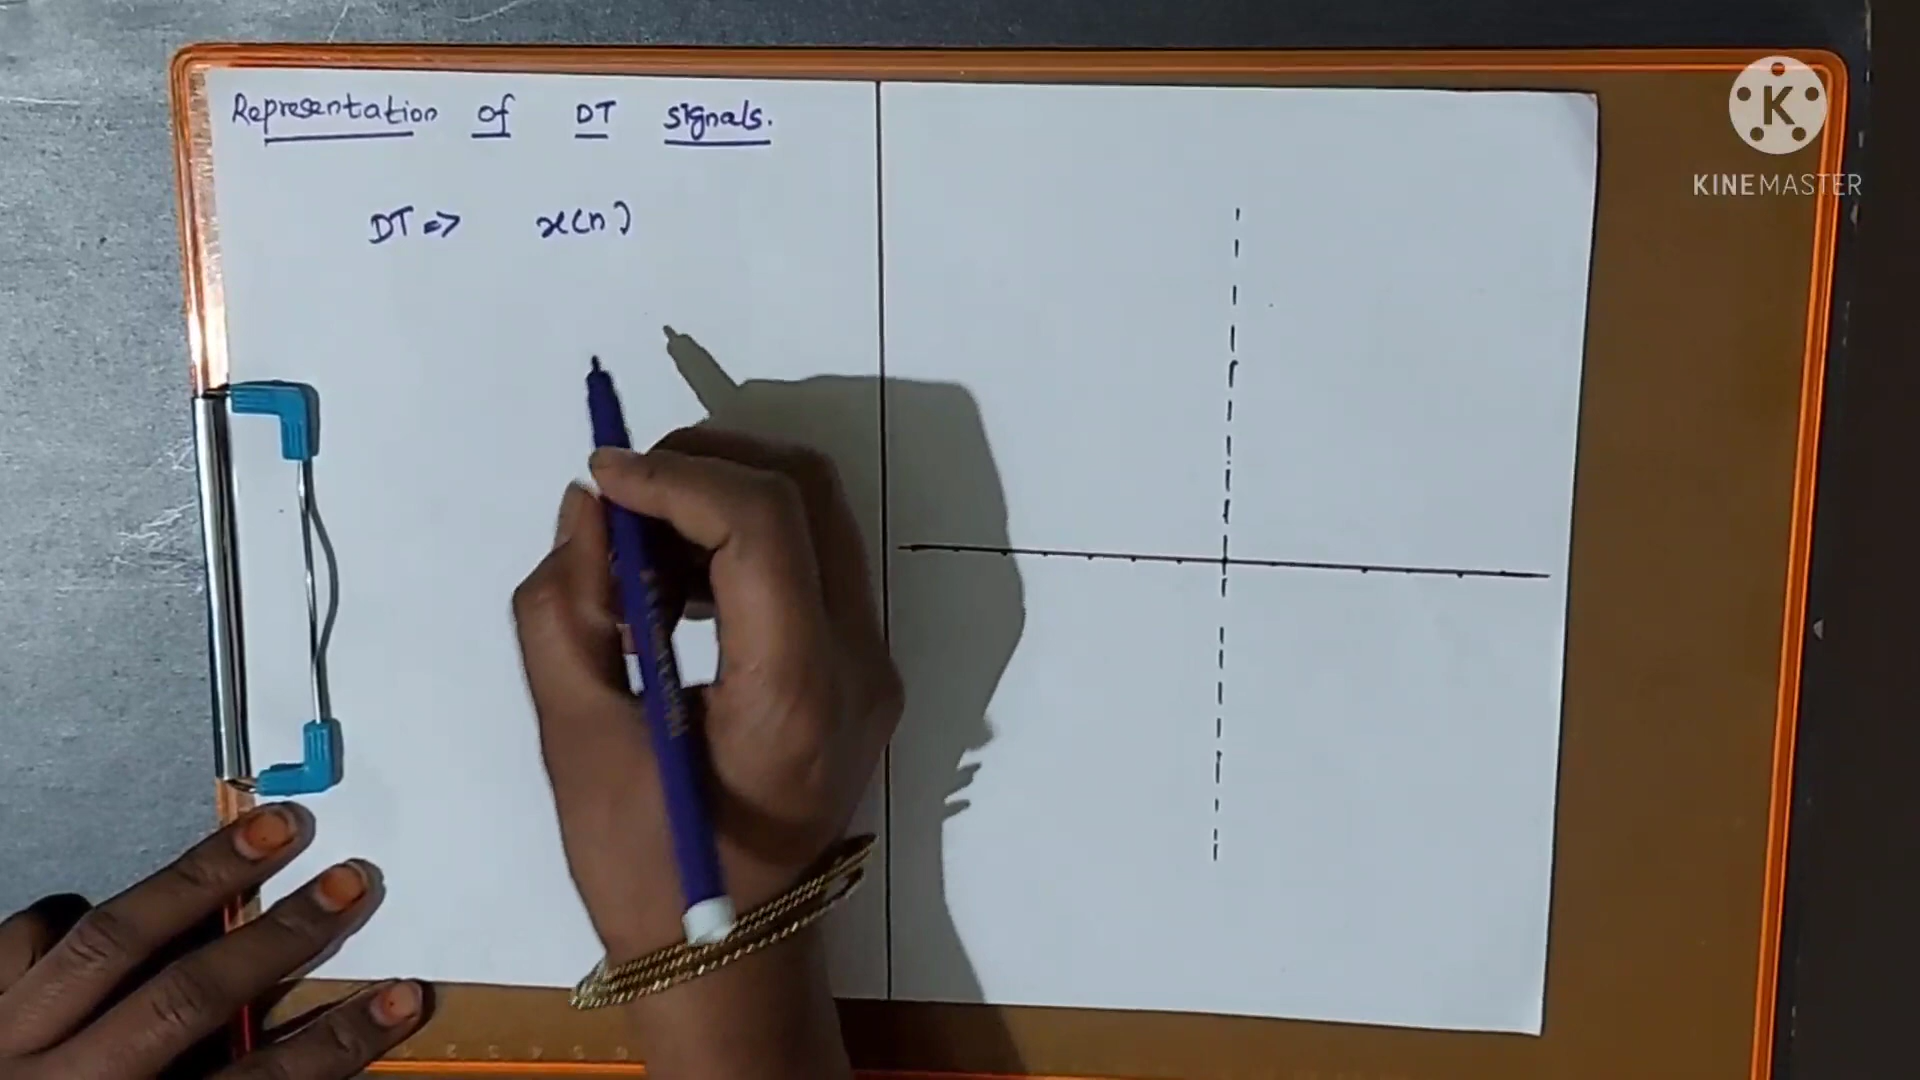 Representation of DT signals.
DT => x(n)
K
KINEMASTER